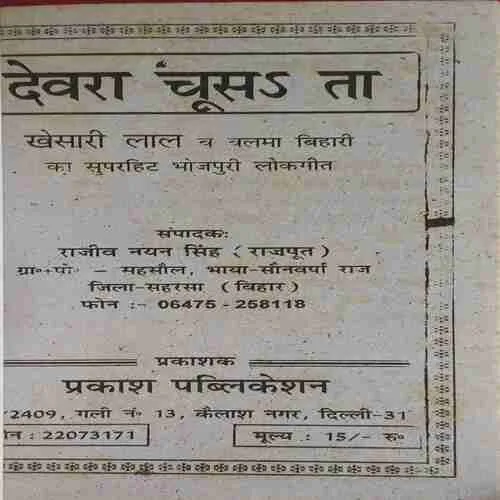 देवरा चूसऽ ता
खेसारी लाल व बलमा बिहारी
का सुपरहिट भोजपुरी लोकगीत
संपादकः
राजीव नयन सिंह ( राजपूत )
ग्रा०+पो० – महसील, भाया-सौनवर्षा राज
जिला-सहरसा ( बिहार )
फोन :- 06475 - 258118
प्रकाशक
प्रकाश पब्लिकेशन
2409, गली नं० 13, कैलाश नगर, दिल्ली-31
न : 22073171
मूल्य : 15/- रु०